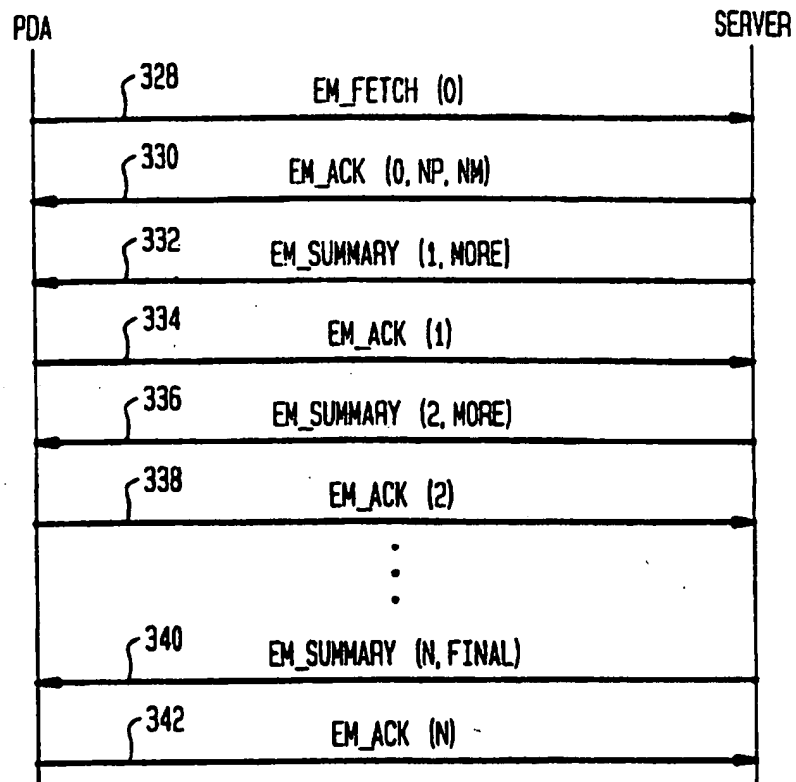 PDA SERVER
328 EM_FETCH (0)
330 EM_ACK (0, NP, NM)
332 EM_SUMMARY (1, MORE)
334 EM_ACK (1)
336 EM_SUMMARY (2, MORE)
338 EM_ACK (2)
340 EM_SUMMARY (N, FINAL)
342 EM_ACK (N)